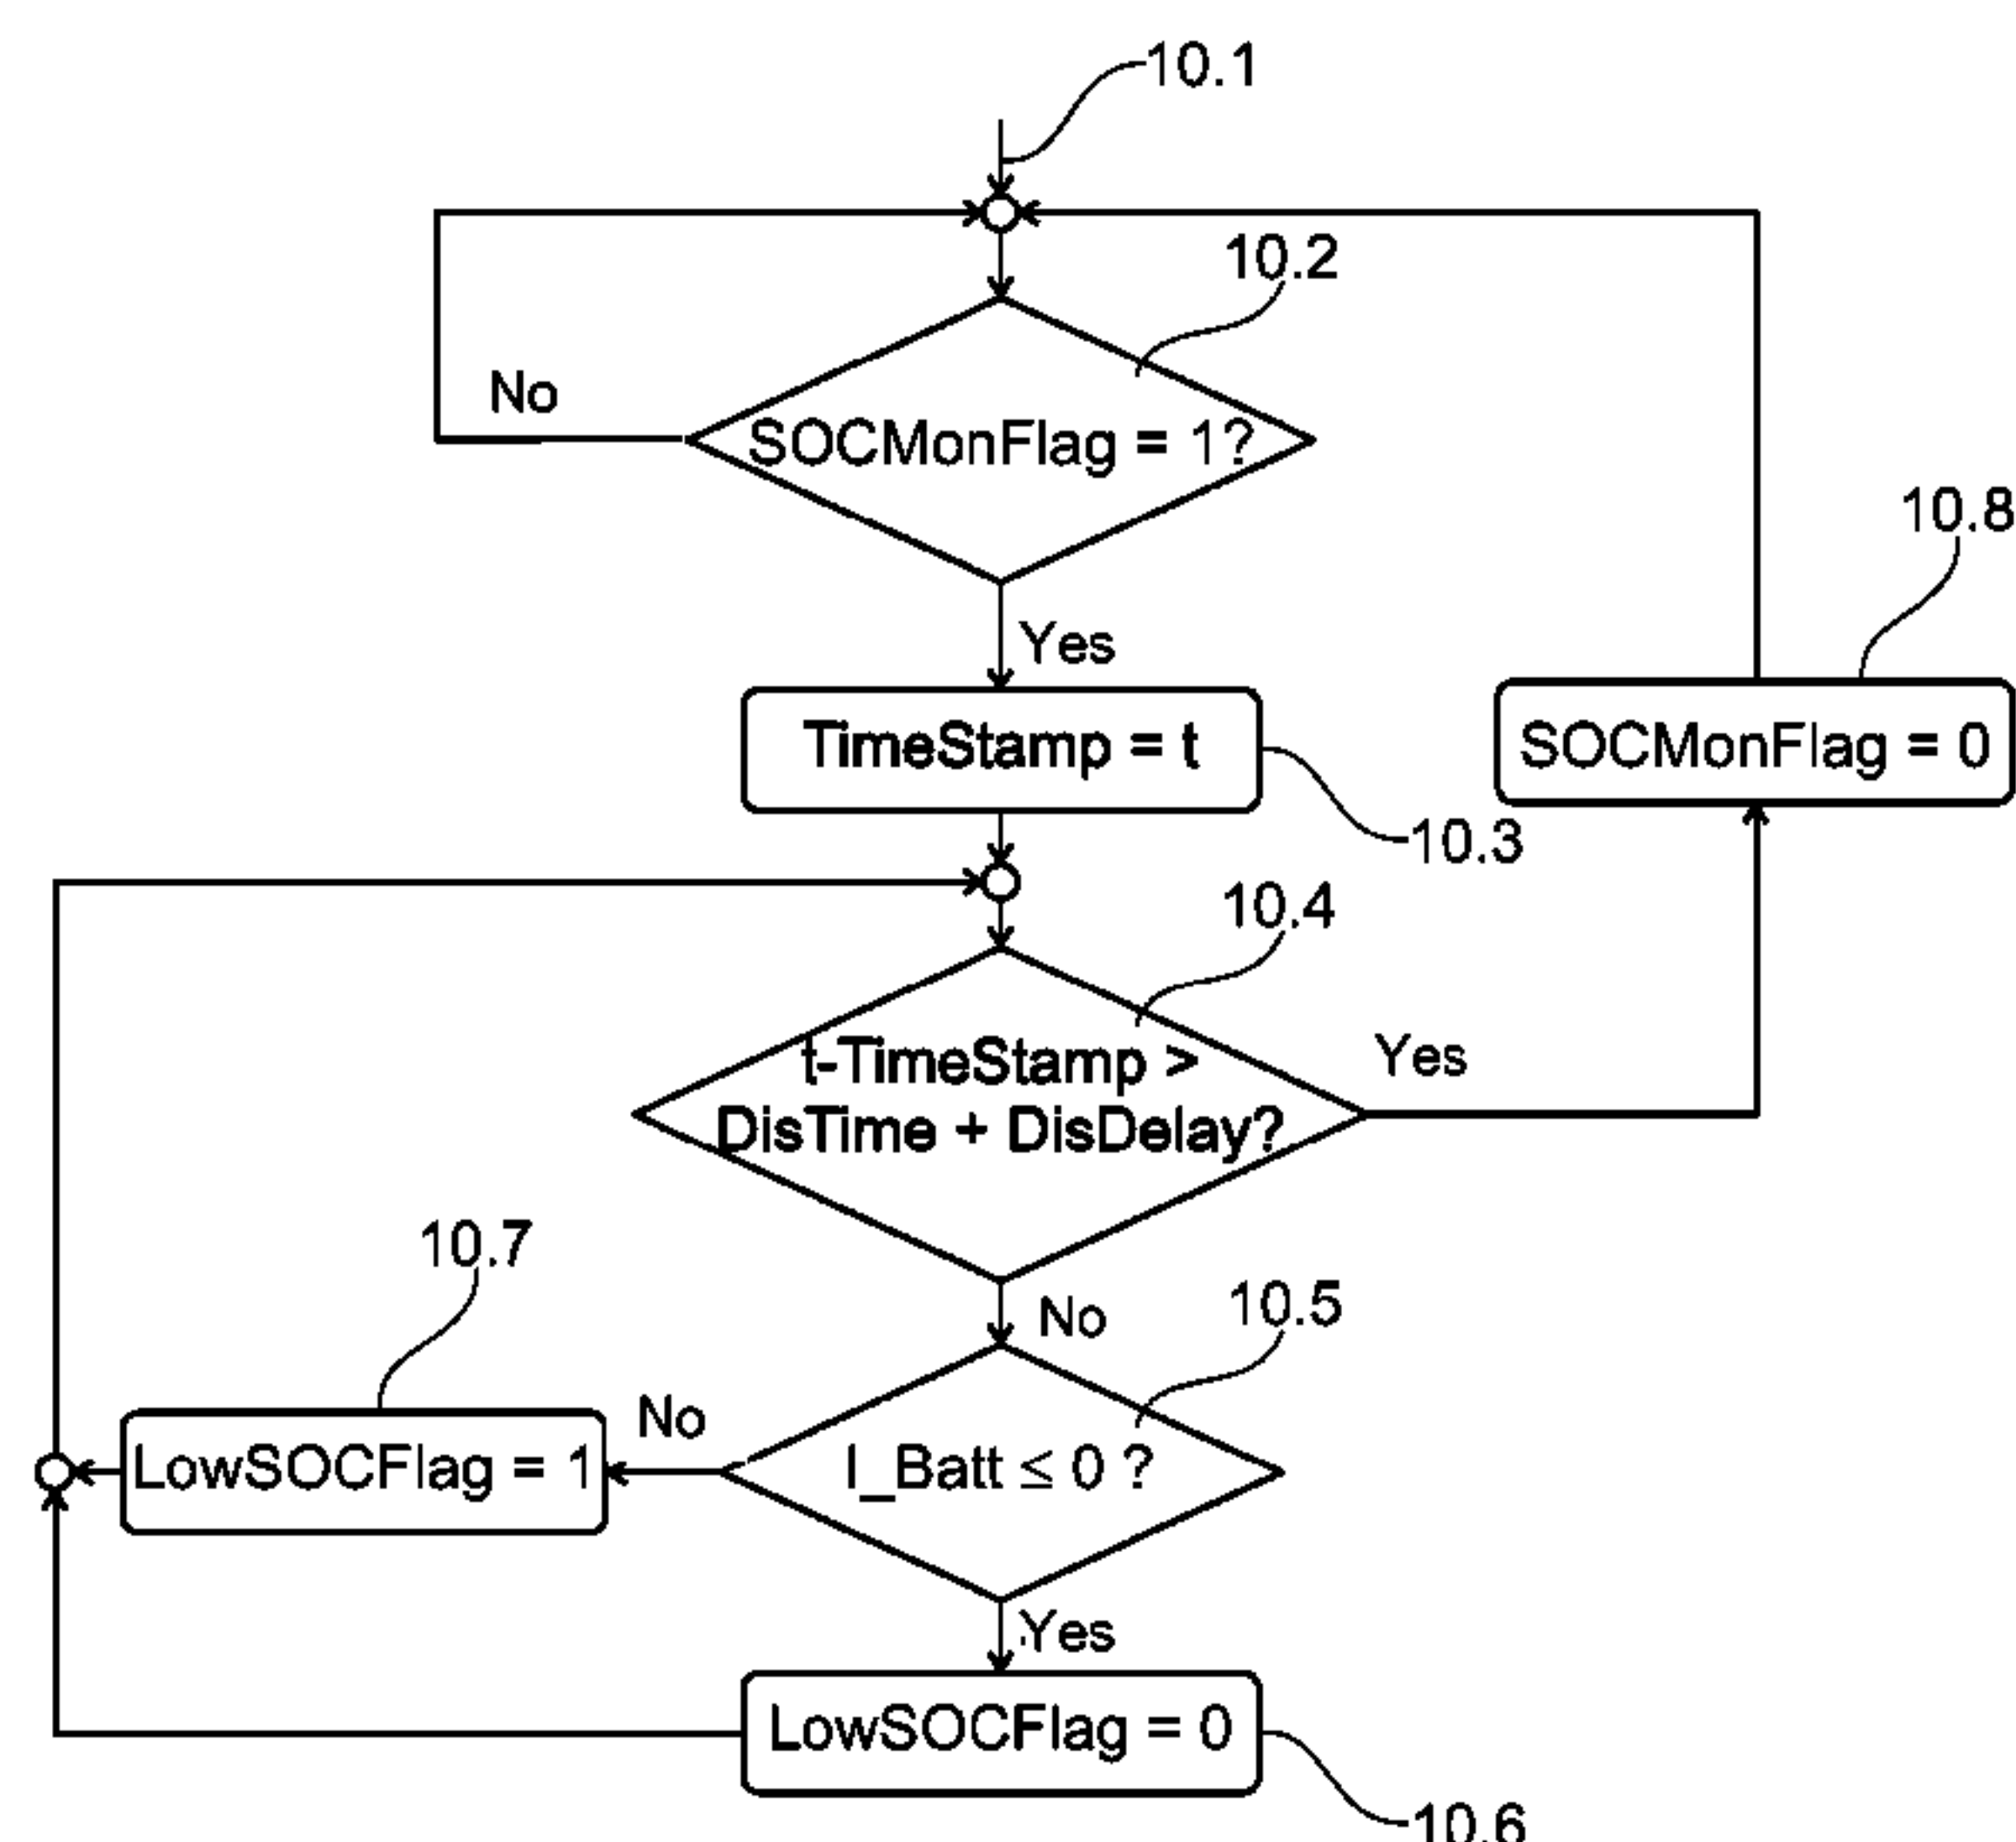 10.1
10.2
No
SOCMonFlag = 1?
10.8
Yes
TimeStamp = t
SOCMonFlag = 0
10.3
10.4
t-TimeStamp >
DisTime + DisDelay?
Yes
10.7
No
10.5
No
LowSOCFlag = 1
I_Batt ≤ 0 ?
Yes
LowSOCFlag = 0
10.6